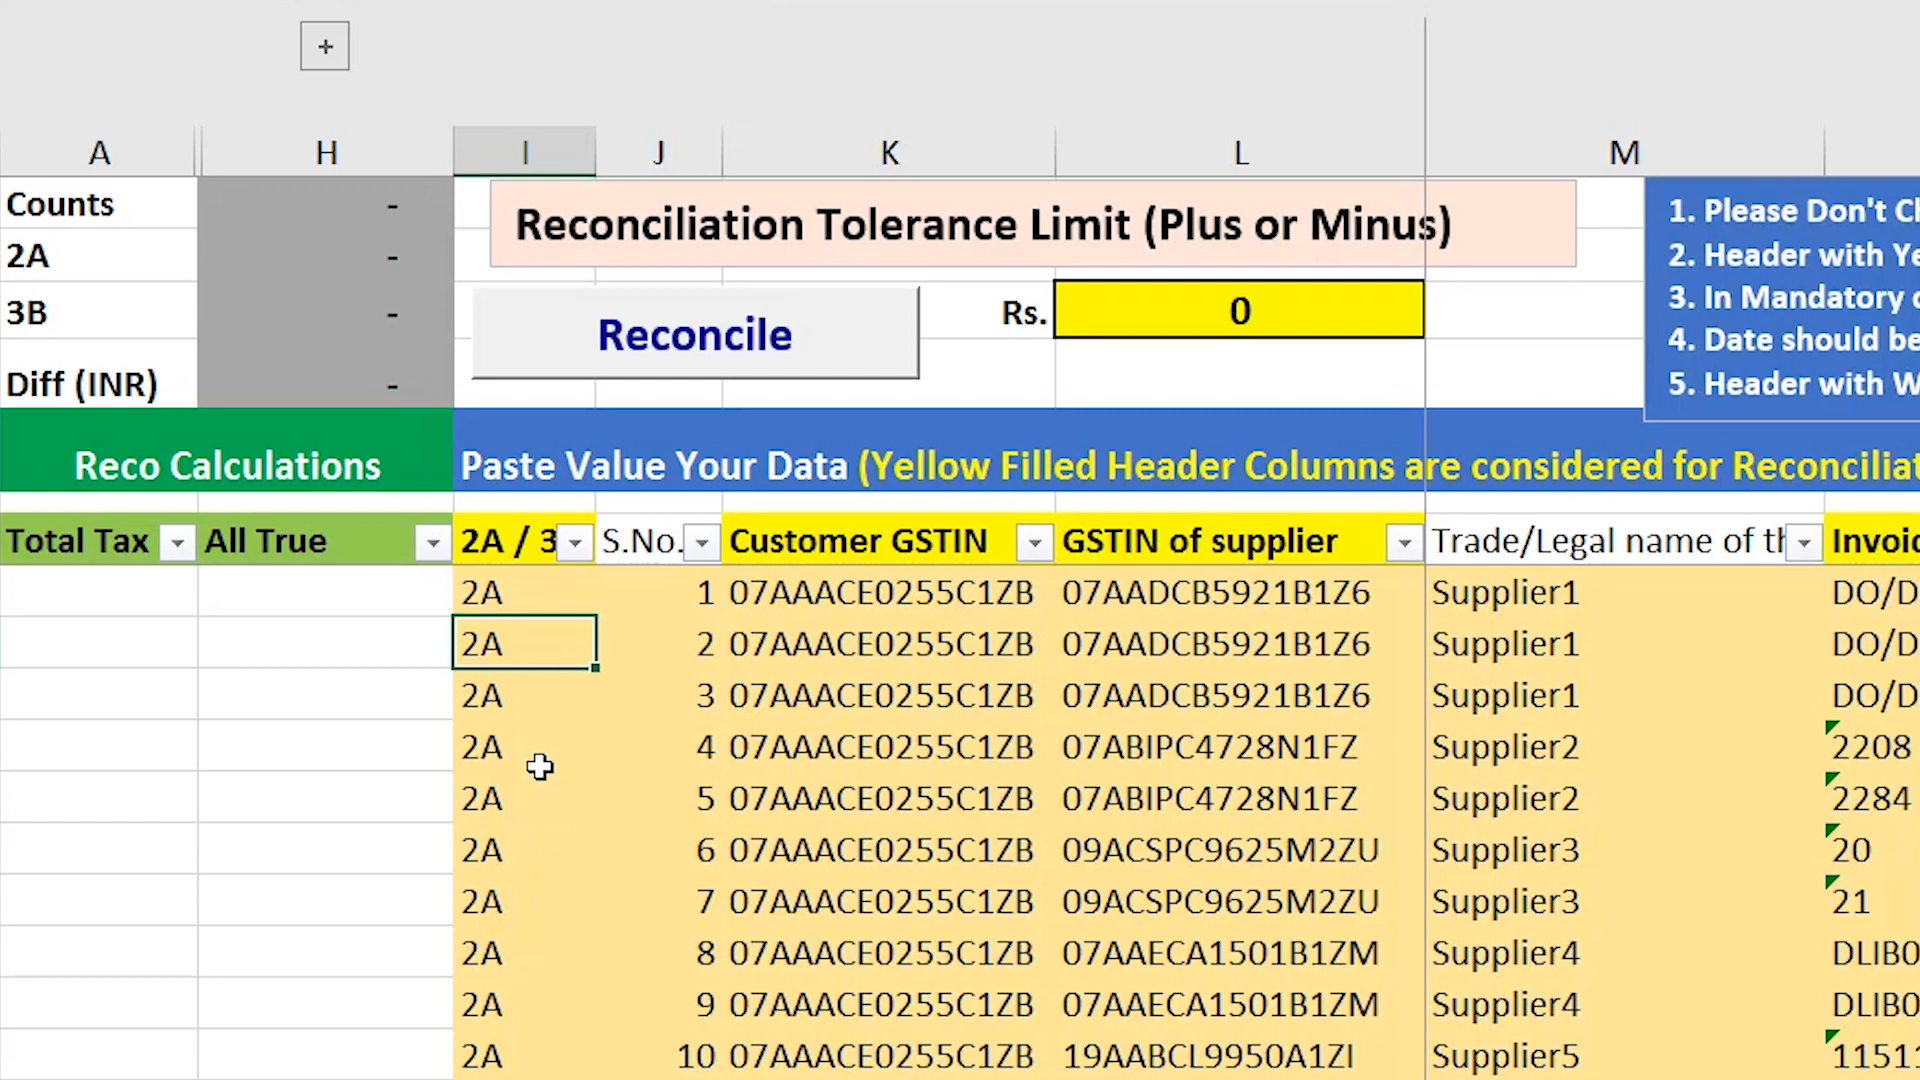 +
A H I J K L M
Counts - Reconciliation Tolerance Limit (Plus or Minus) 1. Please Don't
2A - 2. Header with
3B - Reconcile Rs. 0 3. In Mandatory
4. Date should
Diff (INR) - 5. Header with
Reco Calculations Paste Value Your Data (Yellow Filled Header Columns are considered for
Total Tax All True 2A / 3 S.No. Customer GSTIN GSTIN of supplier Trade/Legal name of
2A 1 07AAACE0255C1ZB 07AADCB5921B1Z6 Supplier1 DO/D
2A 2 07AAACE0255C1ZB 07AADCB5921B1Z6 Supplier1 DO/D
2A 3 07AAACE0255C1ZB 07AADCB5921B1Z6 Supplier1 DO/D
2A 4 07AAACE0255C1ZB 07ABIPC4728N1FZ Supplier2 2208
2A 5 07AAACE0255C1ZB 07ABIPC4728N1FZ Supplier2 2284
2A 6 07AAACE0255C1ZB 09ACSPC9625M2ZU Supplier3 20
2A 7 07AAACE0255C1ZB 09ACSPC9625M2ZU Supplier3 21
2A 8 07AAACE0255C1ZB 07AAECA1501B1ZM Supplier4 DLIB0
2A 9 07AAACE0255C1ZB 07AAECA1501B1ZM Supplier4 DLIB0
2A 10 07AAACE0255C1ZB 19AABCL9950A1ZI Supplier5 1151